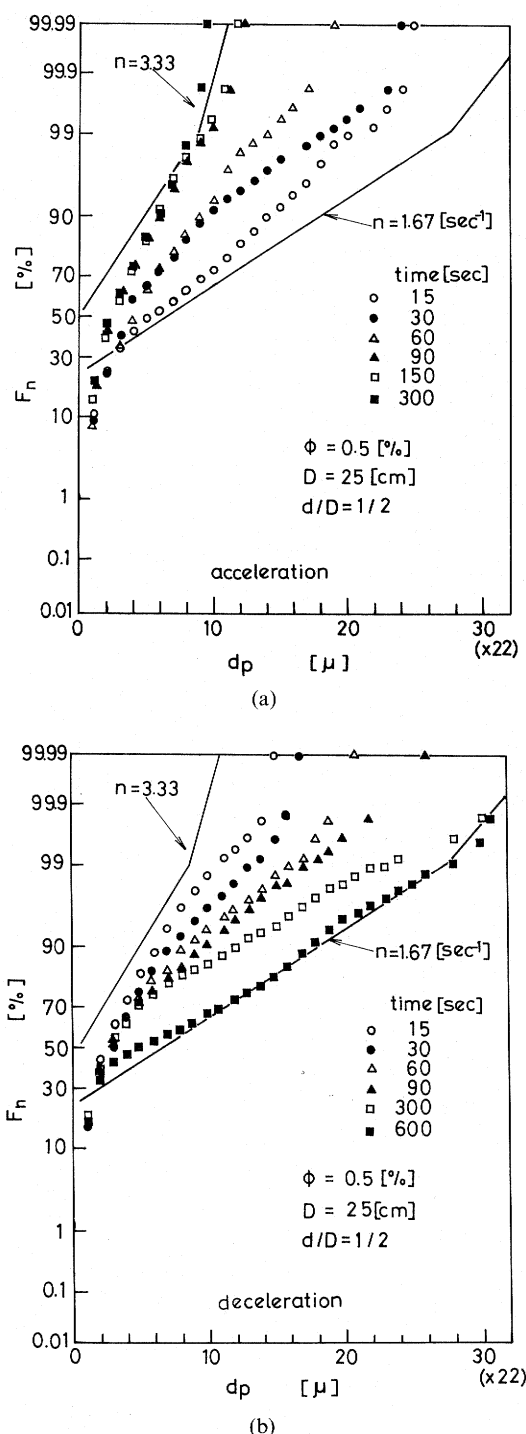 99.99
99.9
99
90
70
50
30
10
1
0.1
0.01
Fn [%]
n=3.33
n=1.67 [sec⁻¹]
time [sec]
○ 15
● 30
△ 60
▲ 90
□ 150
■ 300
Φ = 0.5 [%]
D = 25 [cm]
d/D=1/2
acceleration
0 10 20 30
(x22)
dp [μ]
(a)
99.99
99.9
99
90
70
50
30
10
1
0.1
0.01
Fn [%]
n=3.33
n=1.67 [sec⁻¹]
time [sec]
○ 15
● 30
△ 60
▲ 90
□ 300
■ 600
Φ = 0.5 [%]
D = 25 [cm]
d/D=1/2
deceleration
0 10 20 30
(x22)
dp [μ]
(b)